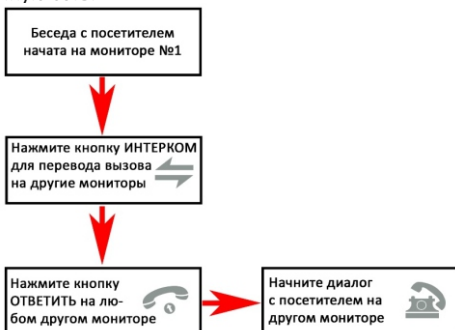 Беседа с посетителем
начата на мониторе №1
Нажмите кнопку ИНТЕРКОМ
для перевода вызова
на другие мониторы
Нажмите кнопку
ОТВЕТИТЬ на лю-
бом другом мониторе
Начните диалог
с посетителем на
другом мониторе